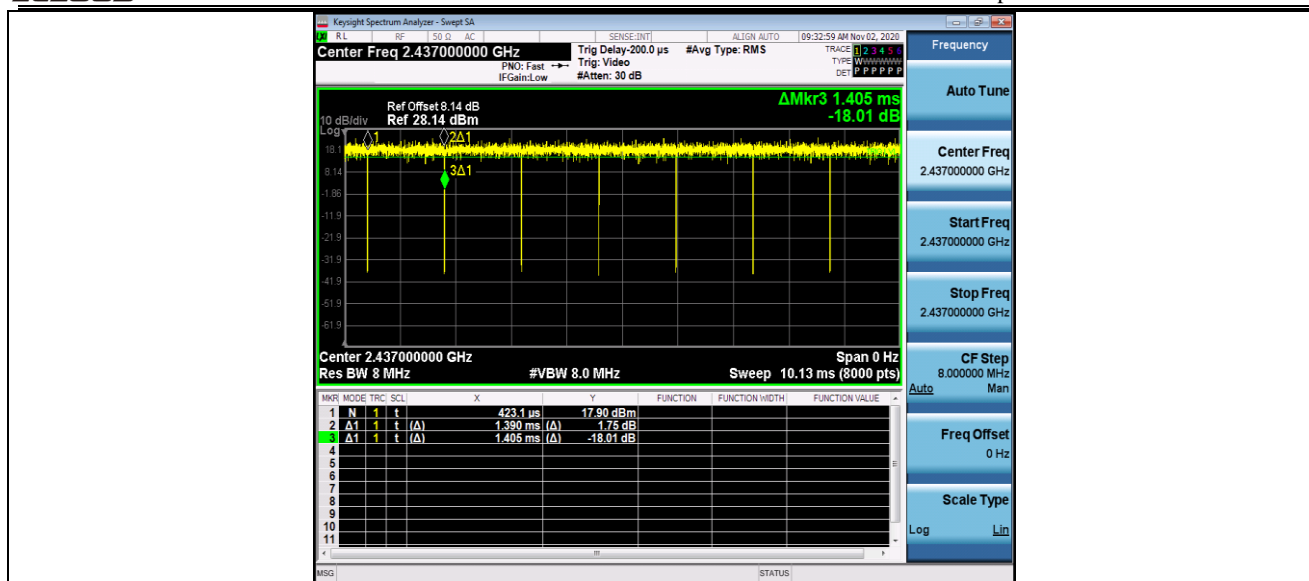 Keysight Spectrum Analyzer - Swept SA
RL RF 50 Ω AC SENSE:INT ALIGN AUTO 09:32:59 AM Nov 02, 2020
Center Freq 2.437000000 GHz
PNO: Fast
IFGain:Low
Trig Delay-200.0 µs
Trig: Video
#Atten: 30 dB
#Avg Type: RMS
TRACE 1 2 3 4 5 6
TYPE WWWWWW
DET P P P P P P
Ref Offset 8.14 dB
10 dB/div Ref 28.14 dBm
Log
ΔMkr3 1.405 ms
-18.01 dB
1
2Δ1
3Δ1
18.1
8.14
-1.86
-11.9
-21.9
-31.9
-41.9
-51.9
-61.9
Center 2.437000000 GHz Span 0 Hz
Res BW 8 MHz #VBW 8.0 MHz Sweep 10.13 ms (8000 pts)
MKR MODE TRC SCL X Y FUNCTION FUNCTION WIDTH FUNCTION VALUE
1 N 1 t 423.1 µs 17.90 dBm
2 Δ1 1 t (Δ) 1.390 ms (Δ) 1.75 dB
3 Δ1 1 t (Δ) 1.405 ms (Δ) -18.01 dB
4
5
6
7
8
9
10
11
MSG STATUS
Frequency
Auto Tune
Center Freq
2.437000000 GHz
Start Freq
2.437000000 GHz
Stop Freq
2.437000000 GHz
CF Step
8.000000 MHz
Auto Man
Freq Offset
0 Hz
Scale Type
Log Lin